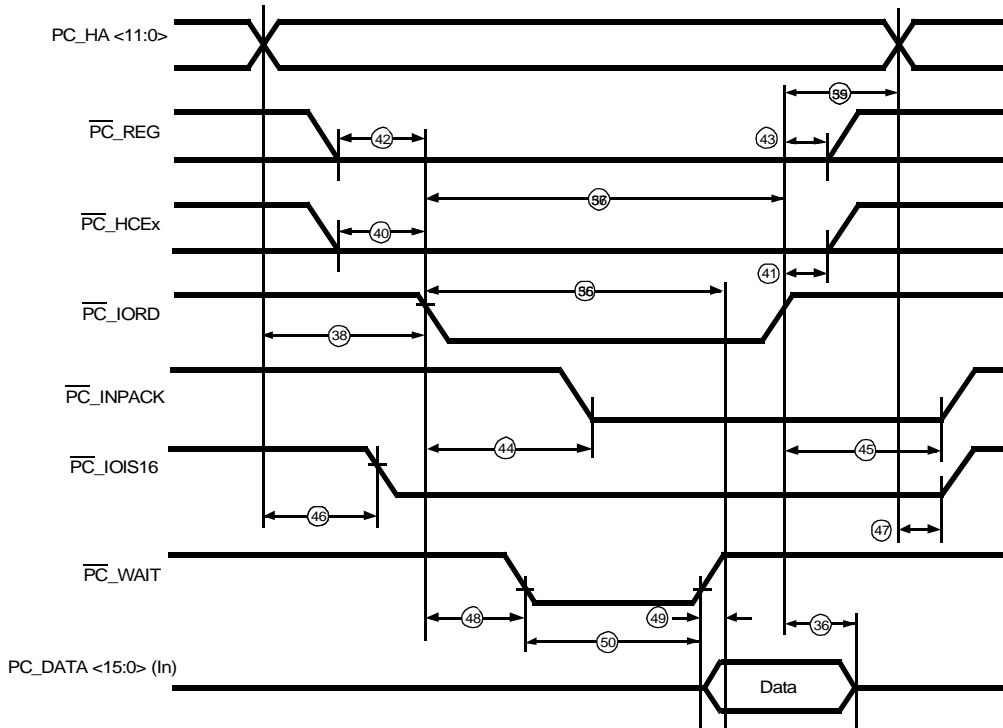 PC_HA <11:0>
PC_REG
42
43
PC_HCEx
40
41
PC_IORD
38
PC_INPACK
44
45
PC_IOIS16
46
47
PC_WAIT
48
49
50
36
PC_DATA <15:0> (In)
Data